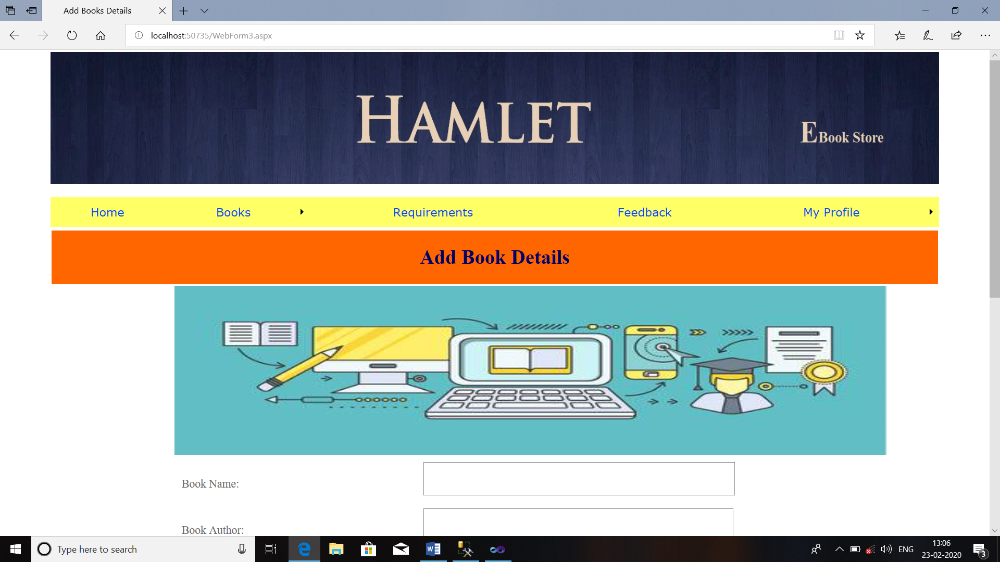 Add Books Details
localhost:50735/WebForm3.aspx
HAMLET
EBook Store
Home Books Requirements Feedback My Profile
Add Book Details
Book Name:
Book Author:
Type here to search
ENG
13:06
23-02-2020
3